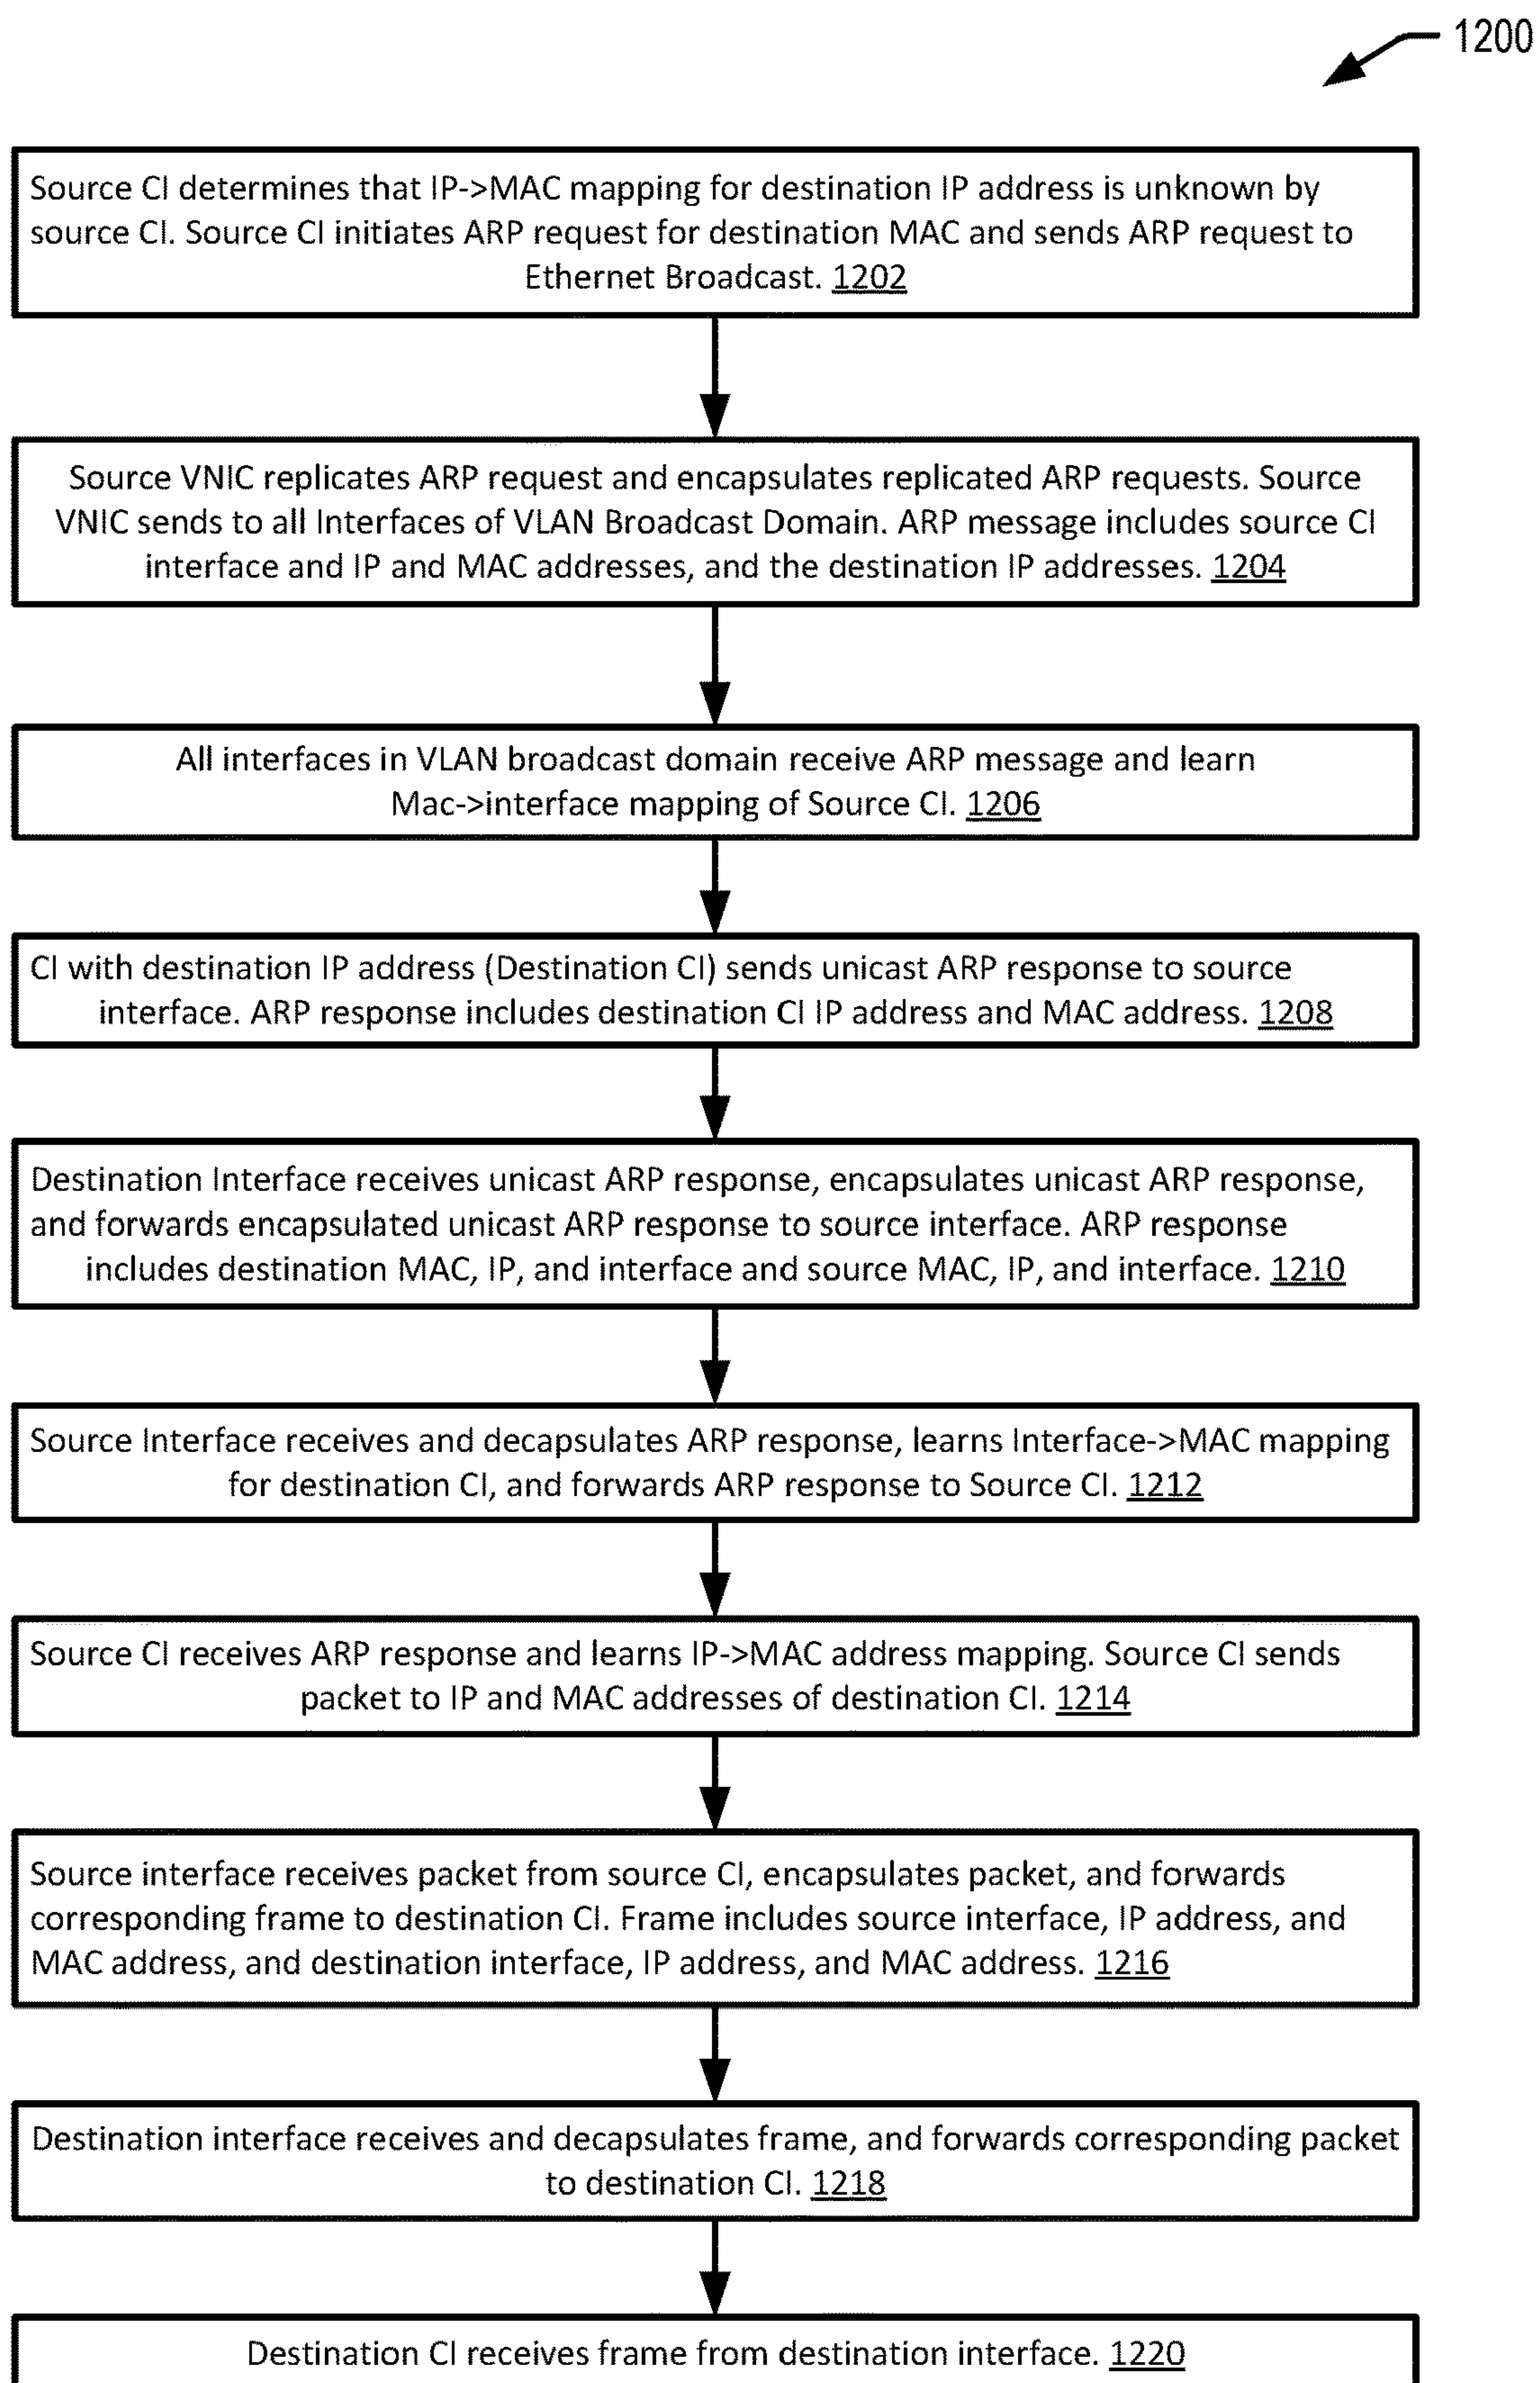 1200
Source CI determines that IP->MAC mapping for destination IP address is unknown by
source CI. Source CI initiates ARP request for destination MAC and sends ARP request to
Ethernet Broadcast. 1202
Source VNIC replicates ARP request and encapsulates replicated ARP requests. Source
VNIC sends to all Interfaces of VLAN Broadcast Domain. ARP message includes source CI
interface and IP and MAC addresses, and the destination IP addresses. 1204
All interfaces in VLAN broadcast domain receive ARP message and learn
Mac->interface mapping of Source CI. 1206
CI with destination IP address (Destination CI) sends unicast ARP response to source
interface. ARP response includes destination CI IP address and MAC address. 1208
Destination Interface receives unicast ARP response, encapsulates unicast ARP response,
and forwards encapsulated unicast ARP response to source interface. ARP response
includes destination MAC, IP, and interface and source MAC, IP, and interface. 1210
Source Interface receives and decapsulates ARP response, learns Interface->MAC mapping
for destination CI, and forwards ARP response to Source CI. 1212
Source CI receives ARP response and learns IP->MAC address mapping. Source CI sends
packet to IP and MAC addresses of destination CI. 1214
Source interface receives packet from source CI, encapsulates packet, and forwards
corresponding frame to destination CI. Frame includes source interface, IP address, and
MAC address, and destination interface, IP address, and MAC address. 1216
Destination interface receives and decapsulates frame, and forwards corresponding packet
to destination CI. 1218
Destination CI receives frame from destination interface. 1220